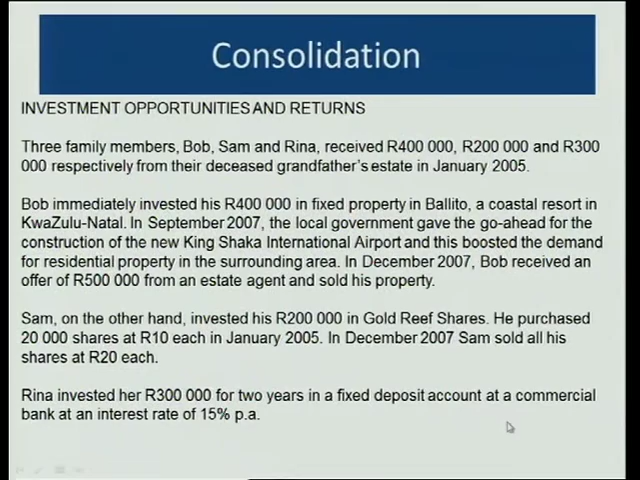 Consolidation
INVESTMENT OPPORTUNITIES AND RETURNS
Three family members, Bob, Sam and Rina, received R400 000, R200 000 and R300
000 respectively from their deceased grandfather's estate in January 2005.
Bob immediately invested his R400 000 in fixed property in Ballito, a coastal resort in
KwaZulu-Natal. In September 2007, the local government gave the go-ahead for the
construction of the new King Shaka International Airport and this boosted the demand
for residential property in the surrounding area. In December 2007, Bob received an
offer of R500 000 from an estate agent and sold his property.
Sam, on the other hand, invested his R200 000 in Gold Reef Shares. He purchased
20 000 shares at R10 each in January 2005. In December 2007 Sam sold all his
shares at R20 each.
Rina invested her R300 000 for two years in a fixed deposit account at a commercial
bank at an interest rate of 15% p.a.